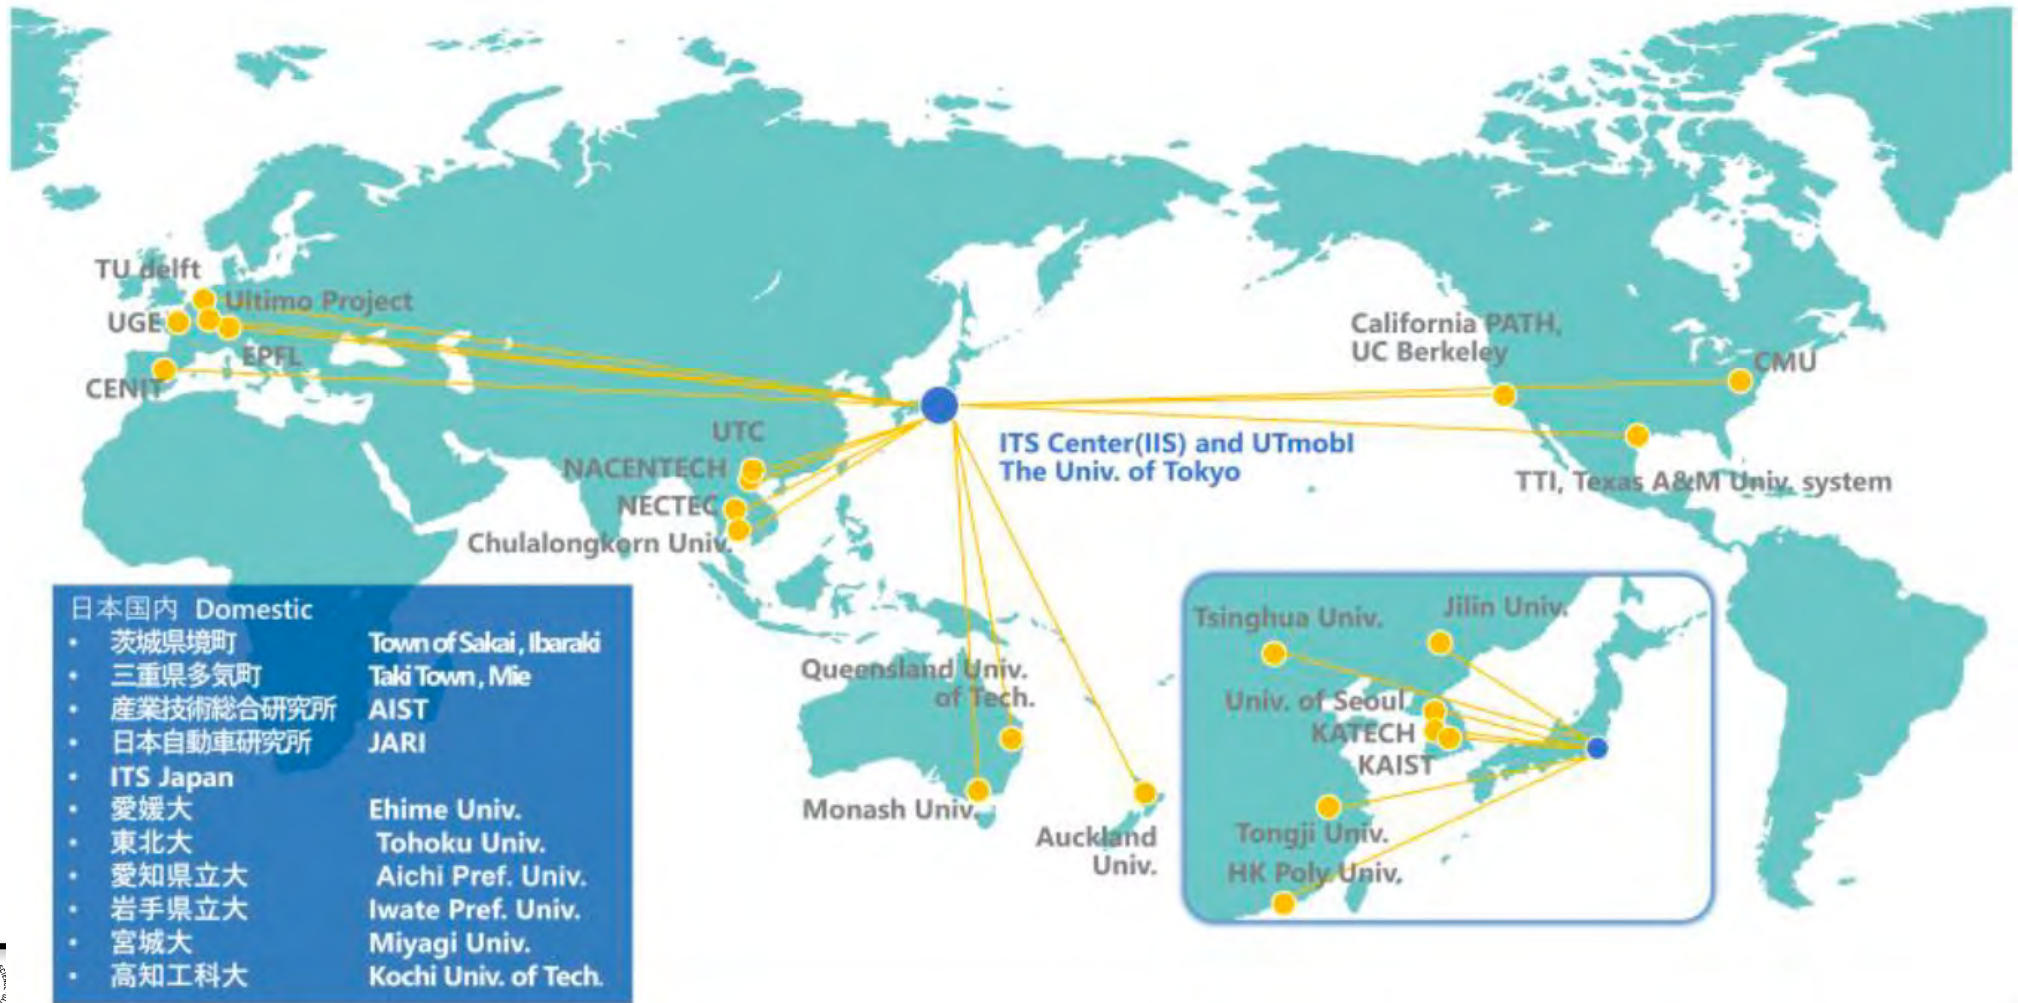 TU delft
Ultimo Project
UGE
EPFL
CENIT
UTC
NACENTECH
NECTEC
Chulalongkorn Univ.
ITS Center(IIS) and UTmobI
The Univ. of Tokyo
California PATH,
UC Berkeley
CMU
TTI, Texas A&M Univ. system
Queensland Univ.
of Tech.
Monash Univ.
Auckland
Univ.
Tsinghua Univ.
Jilin Univ.
Univ. of Seoul
KATECH
KAIST
Tongji Univ.
HK Poly Univ,
日本国内 Domestic
• 茨城県境町 Town of Sakai, Ibaraki
• 三重県多気町 Taki Town, Mie
• 産業技術総合研究所 AIST
• 日本自動車研究所 JARI
• ITS Japan
• 愛媛大 Ehime Univ.
• 東北大 Tohoku Univ.
• 愛知県立大 Aichi Pref. Univ.
• 岩手県立大 Iwate Pref. Univ.
• 宮城大 Miyagi Univ.
• 高知工科大 Kochi Univ. of Tech.